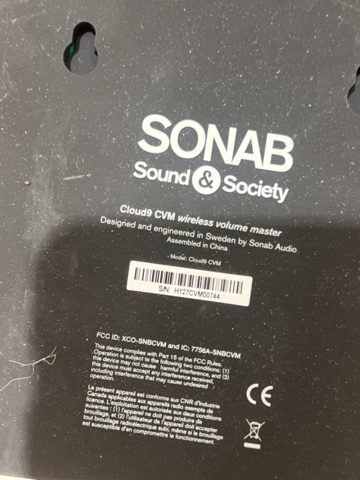 SONAB
Sound & Society
Cloud9 CVM wireless volume master
Designed and engineered in Sweden by Sonab Audio
Assembled in China
- Model: Cloud9 CVM
S/N: H127CVM00744
FCC ID: XCO-SNBCVM and IC: 7756A-SNBCVM
This device complies with Part 15 of the FCC Rules.
Operation is subject to the following two conditions: (1)
this device may not cause harmful interference, and (2)
this device must accept any interference received,
including interference that may cause undesired
operation
Le présent appareil est conforme aux CNR d'Industrie
Canada applicables aux appareils radio exempts de
licence. L'exploitation est autorisée aux deux conditions
suivantes : (1) l'appareil ne doit pas produire de
brouillage, et (2) l'utilisateur de l'appareil doit accepter
tout brouillage radioélectrique subi, même si le brouillage
est susceptible d'en compromettre le fonctionnement.
CE